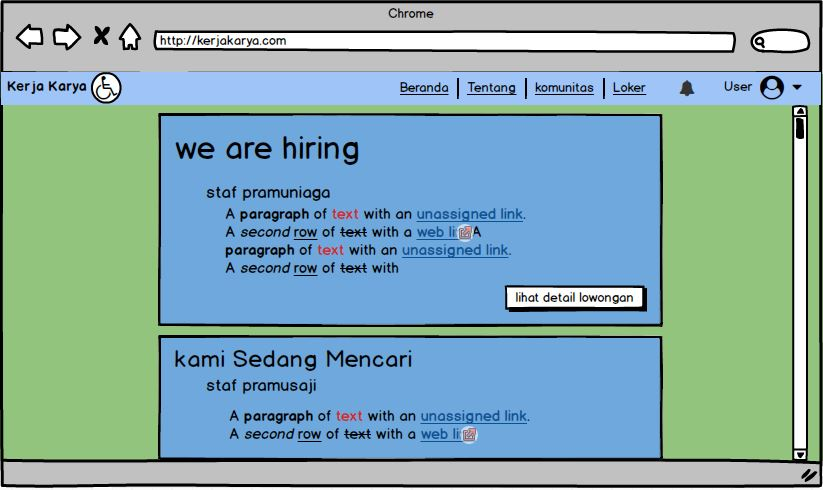 Chrome
http://kerjakarya.com
Kerja Karya
Beranda
Tentang
komunitas
Loker
User
we are hiring
staf pramuniaga
A paragraph of text with an unassigned link.
A second row of text with a web li A
paragraph of text with an unassigned link.
A second row of text with
lihat detail lowongan
kami Sedang Mencari
staf pramusaji
A paragraph of text with an unassigned link.
A second row of text with a web li